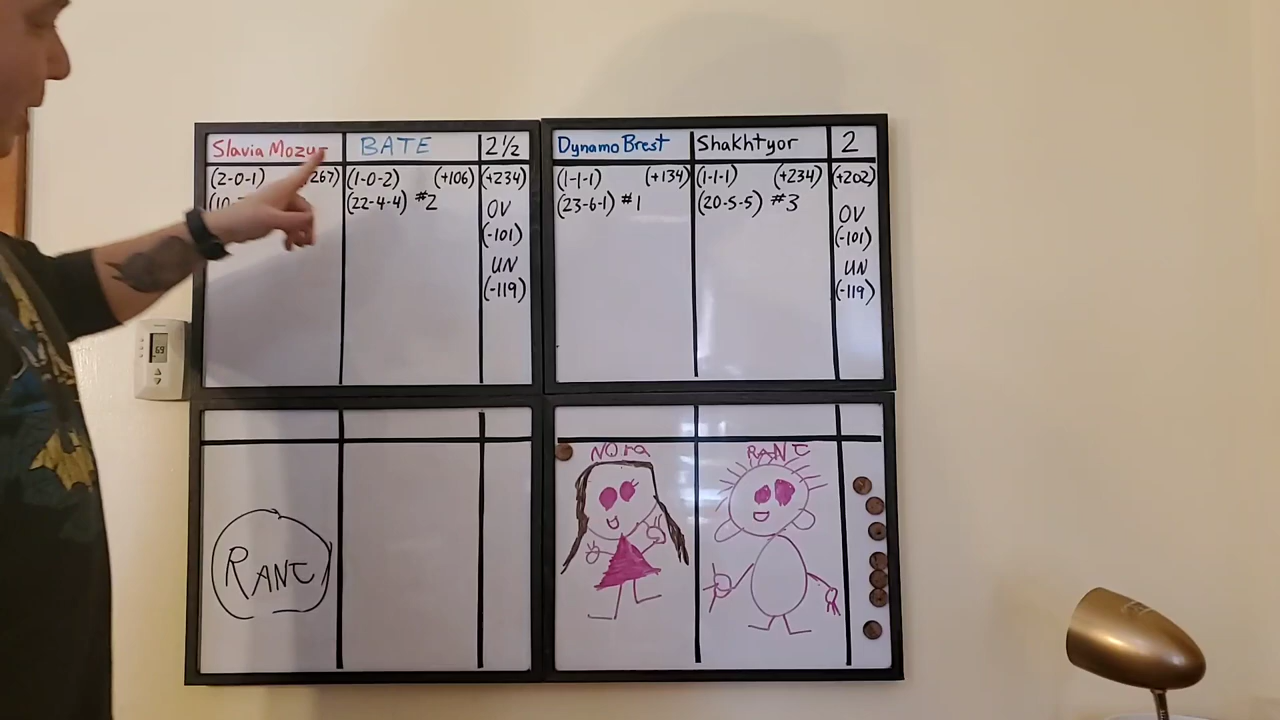 Slavia Mozyr BATE 2½
(2-0-1) (+106) (+234)
(1-0-2)
(22-4-4) #2 OV
(-101)
UN
(-119)
Dynamo Brest Shakhtyor 2
(1-1-1) (+134) (1-1-1) (+234) (+202)
(23-6-1) #1 (20-5-5) #3 OV
(-101)
UN
(-119)
RANT
NORA RANT
69